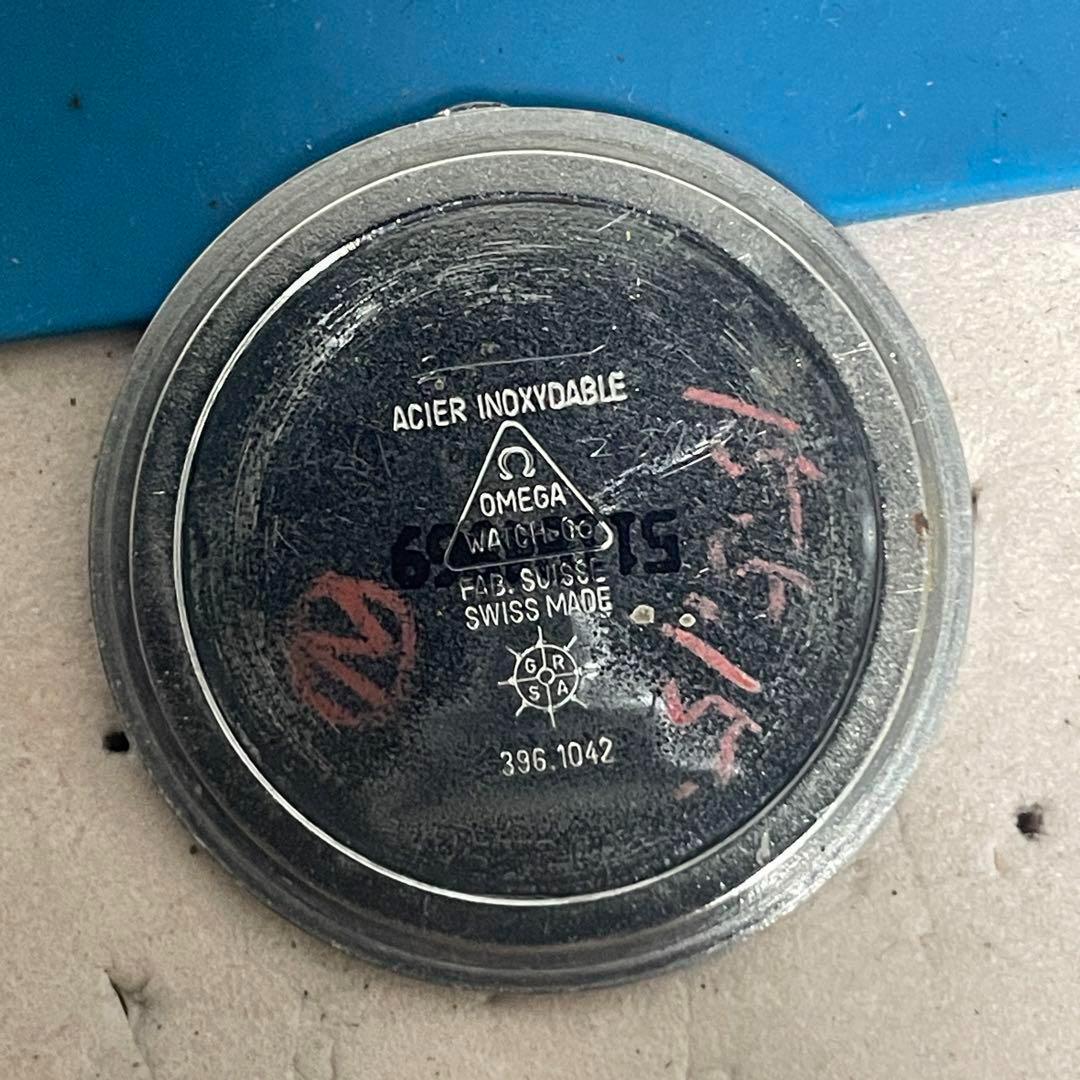 ACIER INOXYDABLE
Ω
OMEGA
WATCH Co
FAB. SUISSE
SWISS MADE
G R
S A
396.1042